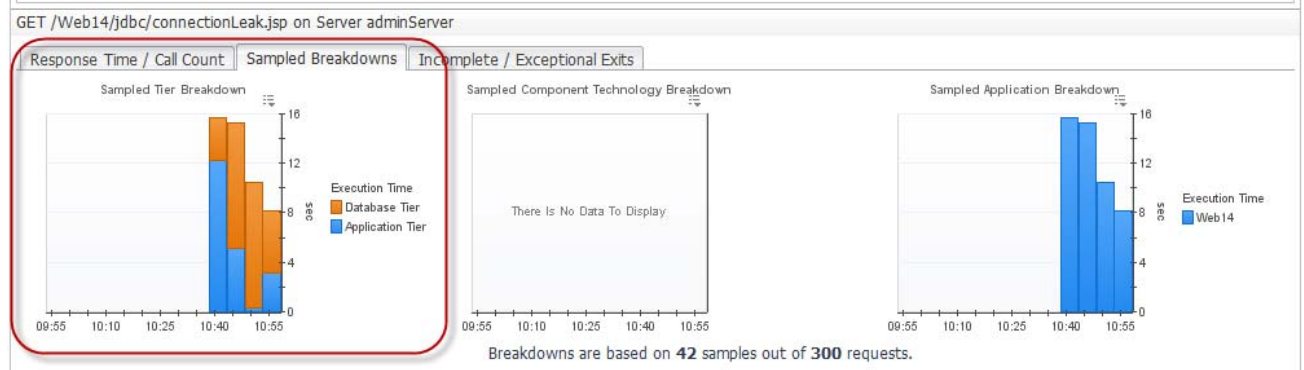 GET /Web14/jdbc/connectionLeak.jsp on Server adminServer
Response Time / Call Count
Sampled Breakdowns
Incomplete / Exceptional Exits
Sampled Tier Breakdown
16
12
8
4
0
sec
Execution Time
Database Tier
Application Tier
09:55 10:10 10:25 10:40 10:55
Sampled Component Technology Breakdown
There Is No Data To Display
09:55 10:10 10:25 10:40 10:55
Sampled Application Breakdown
16
12
8
4
0
sec
Execution Time
Web14
09:55 10:10 10:25 10:40 10:55
Breakdowns are based on 42 samples out of 300 requests.